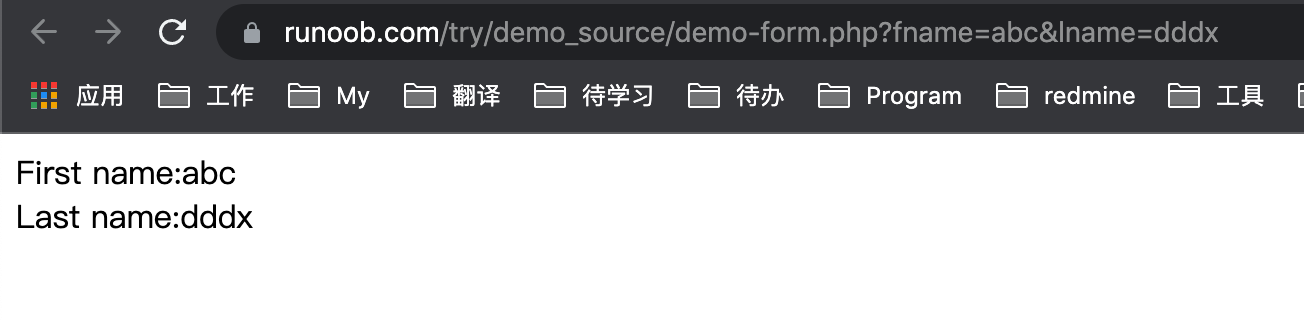 runoob.com/try/demo_source/demo-form.php?fname=abc&lname=dddx
应用 工作 My 翻译 待学习 待办 Program redmine 工具
First name:abc
Last name:dddx